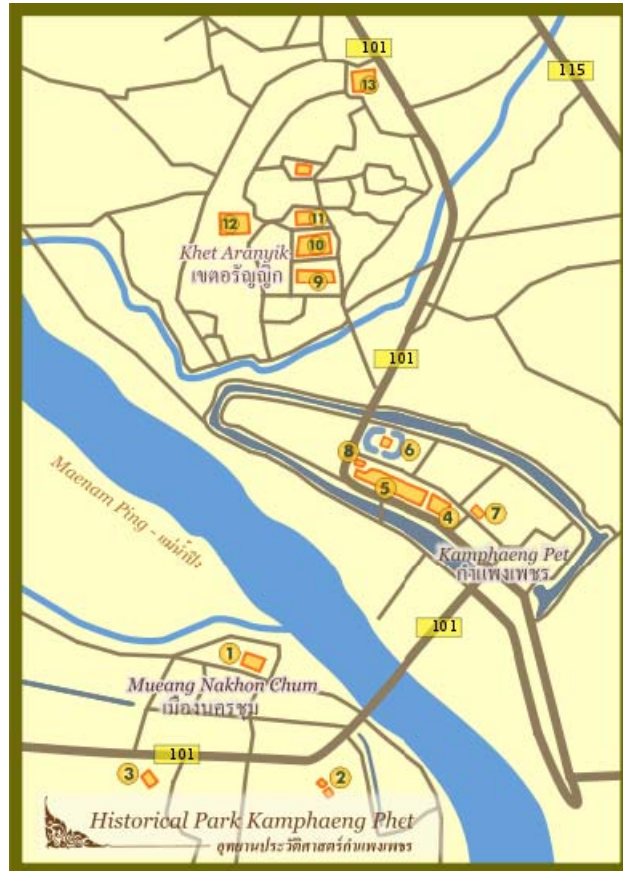 101
115
13
11
12
10
Khet Aranyik
เขตอรัญญิก
9
101
6
8
5
4
7
Maenam Ping - แม่น้ำปิง
Kamphaeng Pet
กำแพงเพชร
101
1
Mueang Nakhon Chum
เมืองนครชุม
101
3
2
Historical Park Kamphaeng Phet
อุทยานประวัติศาสตร์กำแพงเพชร